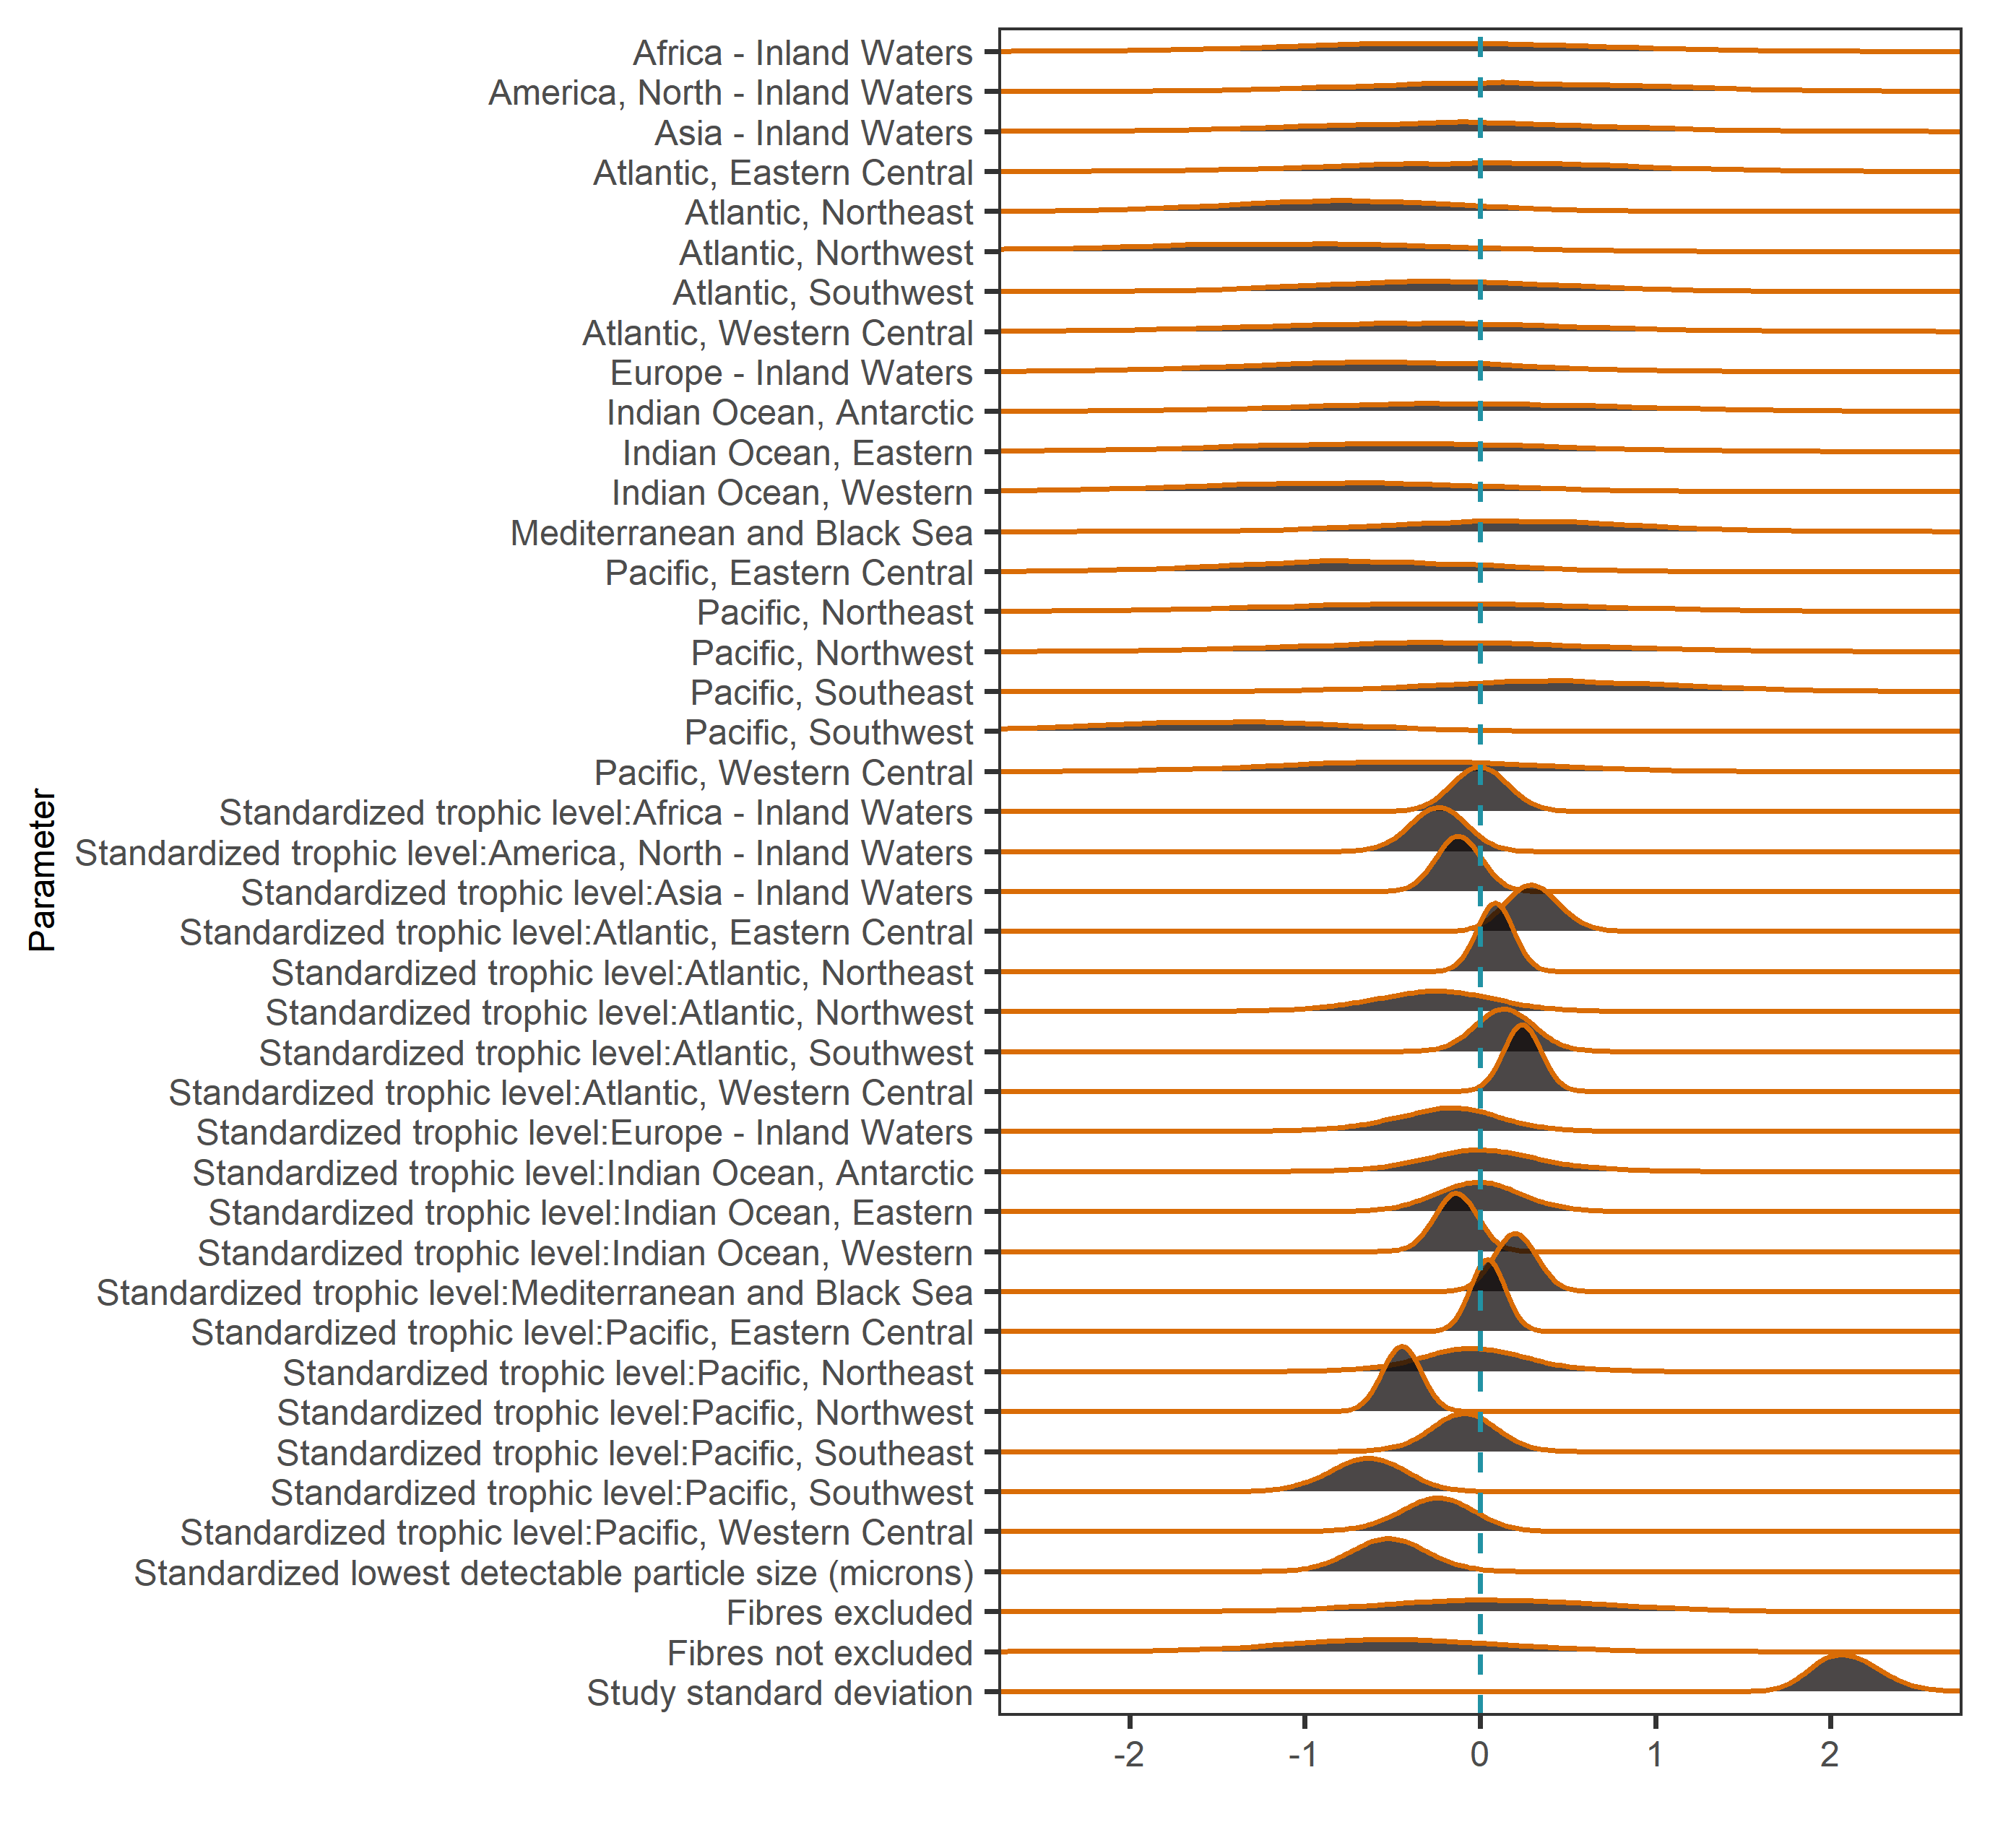 Africa - Inland Waters
America, North - Inland Waters
Asia - Inland Waters
Atlantic, Eastern Central
Atlantic, Northeast
Atlantic, Northwest
Atlantic, Southwest
Atlantic, Western Central
Europe - Inland Waters
Indian Ocean, Antarctic
Indian Ocean, Eastern
Indian Ocean, Western
Mediterranean and Black Sea
Pacific, Eastern Central
Pacific, Northeast
Pacific, Northwest
Pacific, Southeast
Pacific, Southwest
Pacific, Western Central
Standardized trophic level:Africa - Inland Waters
Standardized trophic level:America, North - Inland Waters
Standardized trophic level:Asia - Inland Waters
Standardized trophic level:Atlantic, Eastern Central
Standardized trophic level:Atlantic, Northeast
Standardized trophic level:Atlantic, Northwest
Standardized trophic level:Atlantic, Southwest
Standardized trophic level:Atlantic, Western Central
Standardized trophic level:Europe - Inland Waters
Standardized trophic level:Indian Ocean, Antarctic
Standardized trophic level:Indian Ocean, Eastern
Standardized trophic level:Indian Ocean, Western
Standardized trophic level:Mediterranean and Black Sea
Standardized trophic level:Pacific, Eastern Central
Standardized trophic level:Pacific, Northeast
Standardized trophic level:Pacific, Northwest
Standardized trophic level:Pacific, Southeast
Standardized trophic level:Pacific, Southwest
Standardized trophic level:Pacific, Western Central
Standardized lowest detectable particle size (microns)
Fibres excluded
Fibres not excluded
Study standard deviation
Parameter
-2 -1 0 1 2